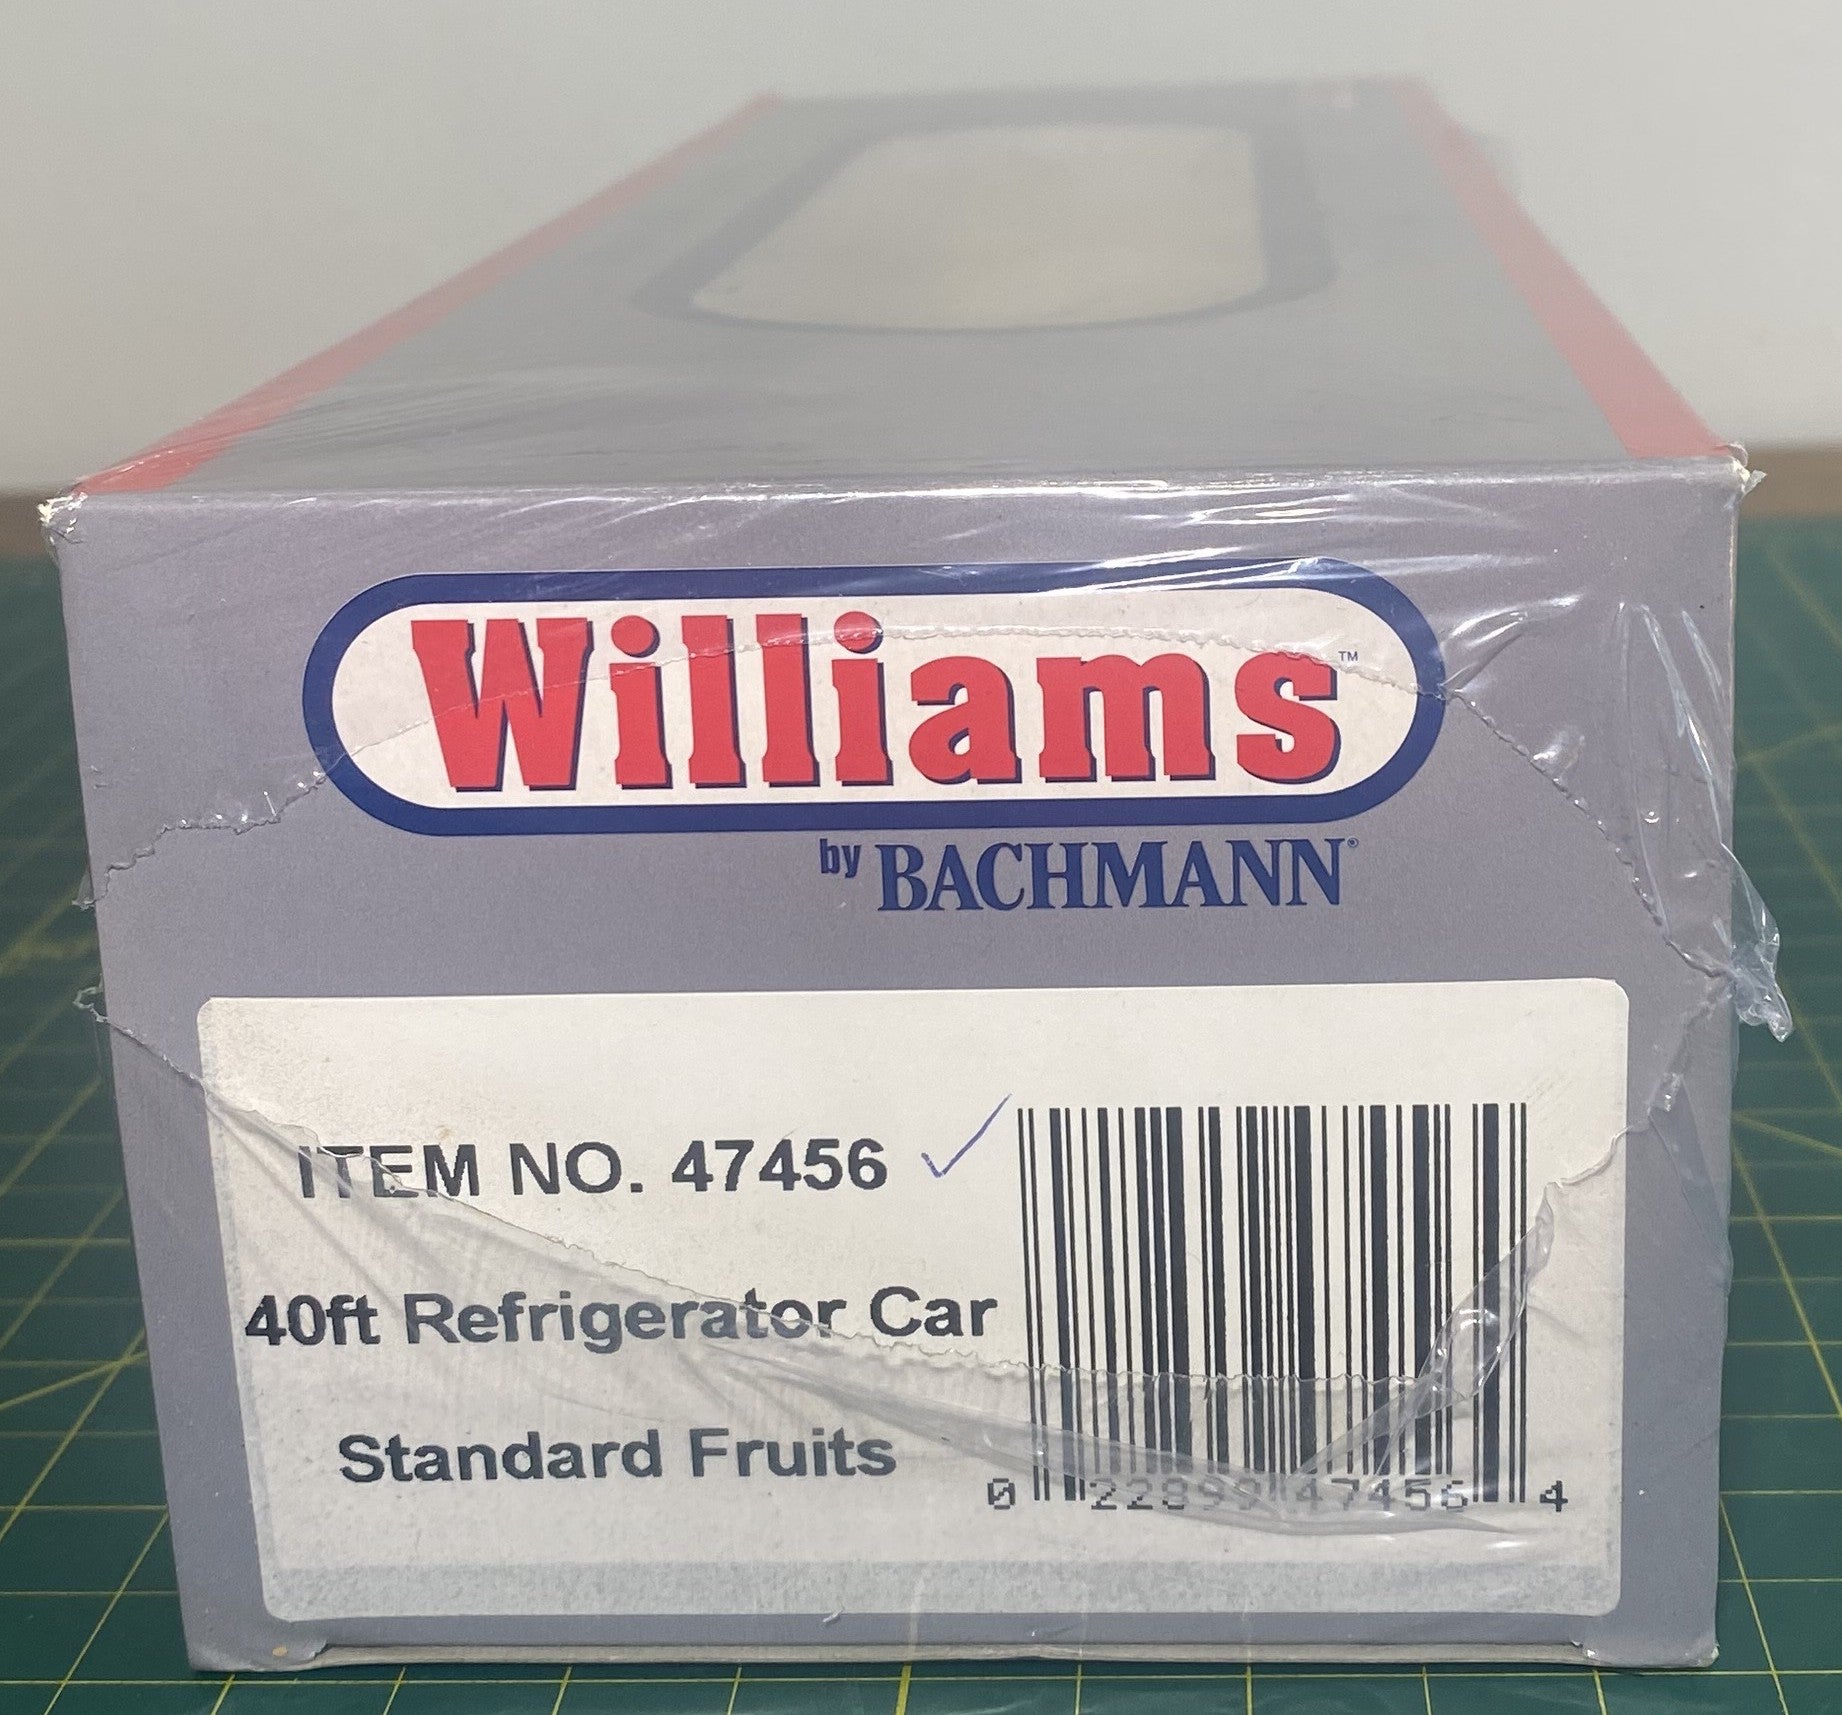 Williams™
by BACHMANN®
ITEM NO. 47456
40ft Refrigerator Car
Standard Fruits
0 22899 47456 4